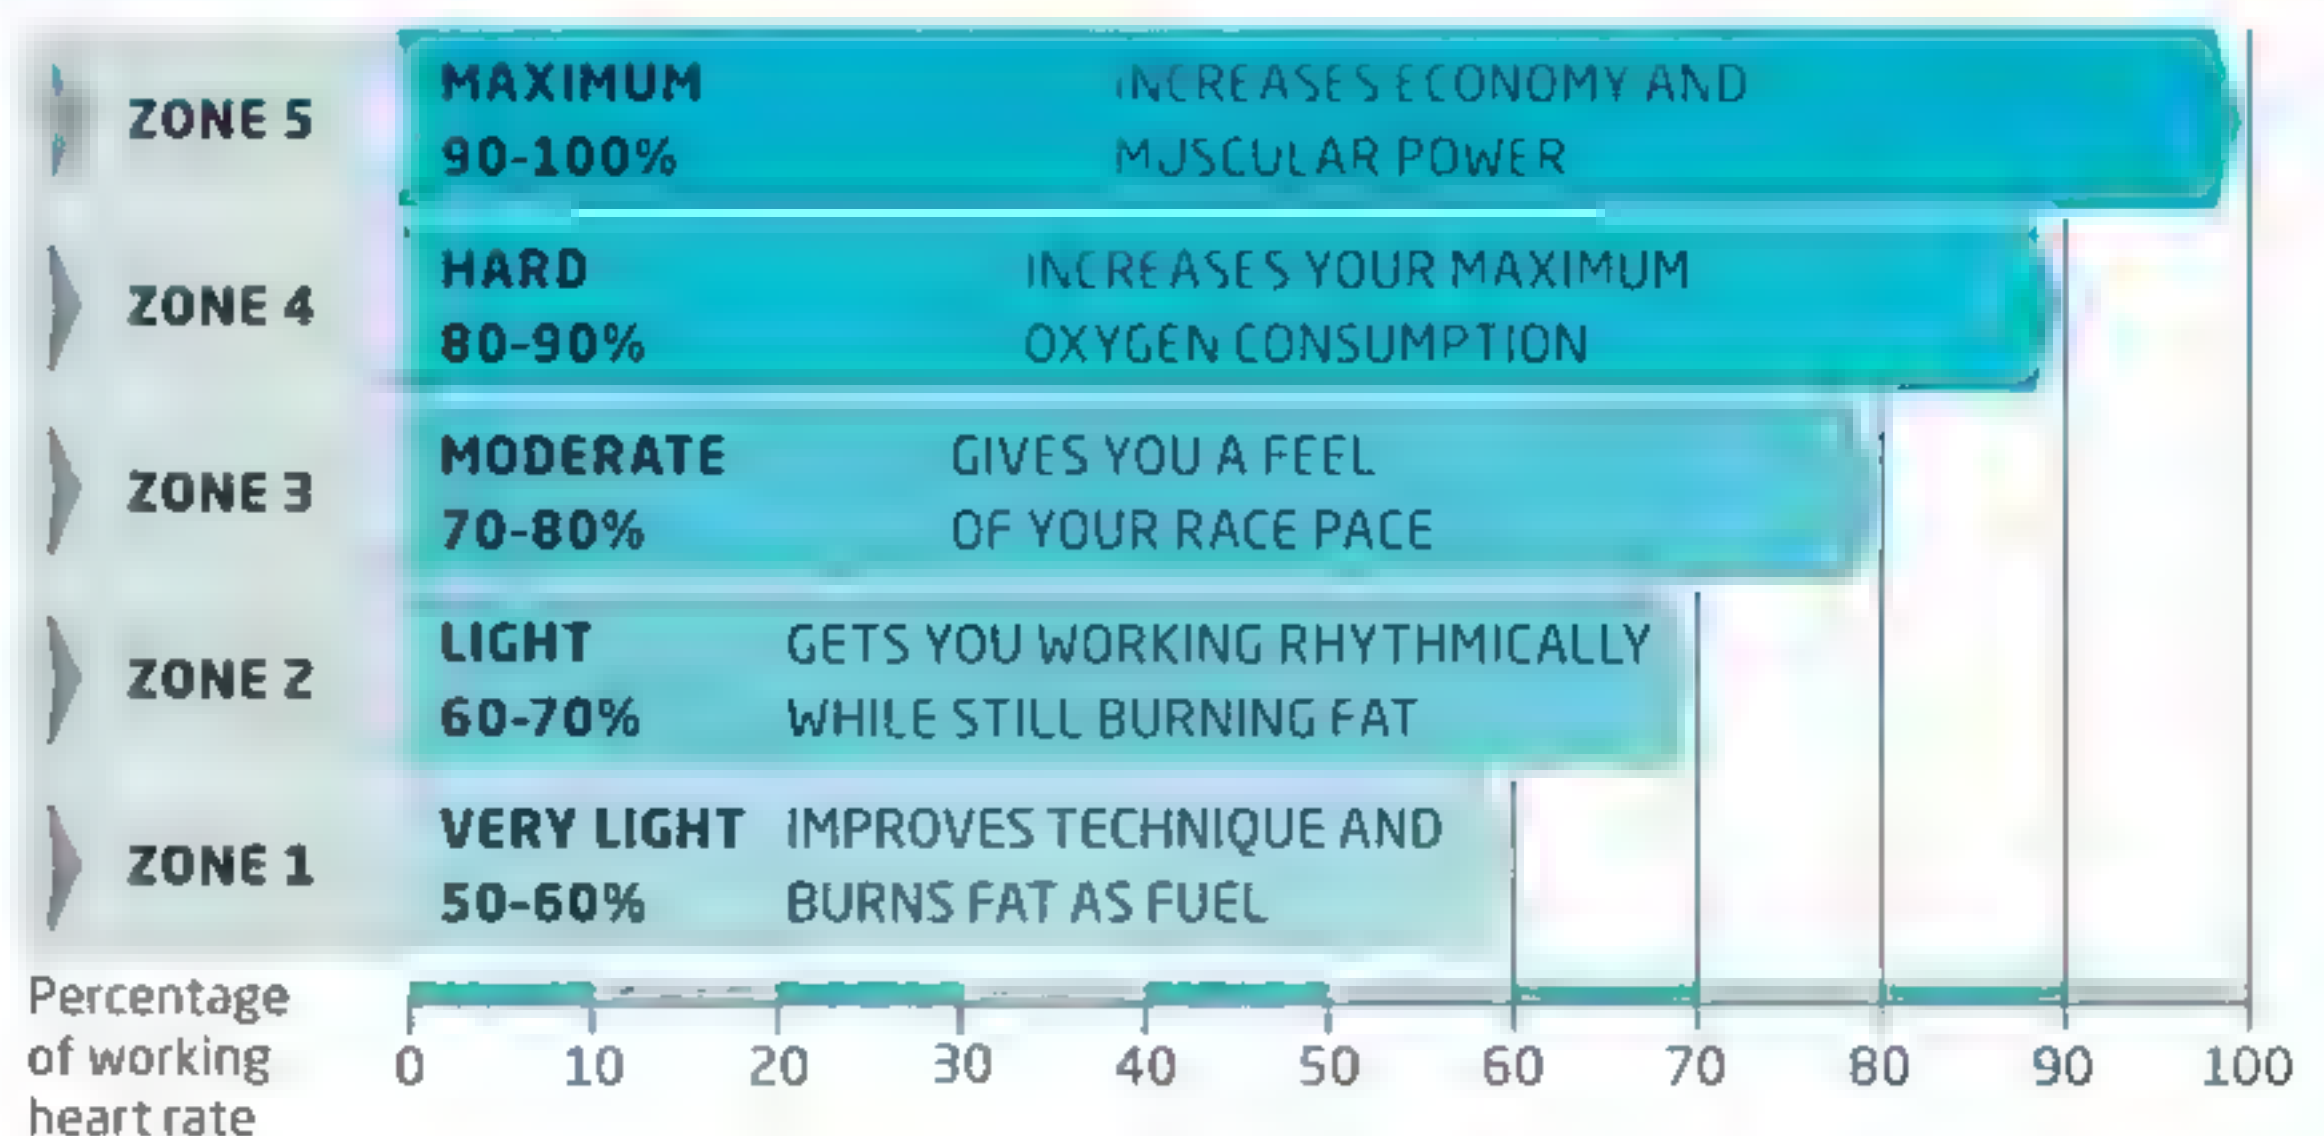 ZONE 5
MAXIMUM
90-100%
INCREASES ECONOMY AND
MUSCULAR POWER
ZONE 4
HARD
80-90%
INCREASES YOUR MAXIMUM
OXYGEN CONSUMPTION
ZONE 3
MODERATE
70-80%
GIVES YOU A FEEL
OF YOUR RACE PACE
ZONE 2
LIGHT
60-70%
GETS YOU WORKING RHYTHMICALLY
WHILE STILL BURNING FAT
ZONE 1
VERY LIGHT
50-60%
IMPROVES TECHNIQUE AND
BURNS FAT AS FUEL
Percentage
of working
heart rate
0 10 20 30 40 50 60 70 80 90 100